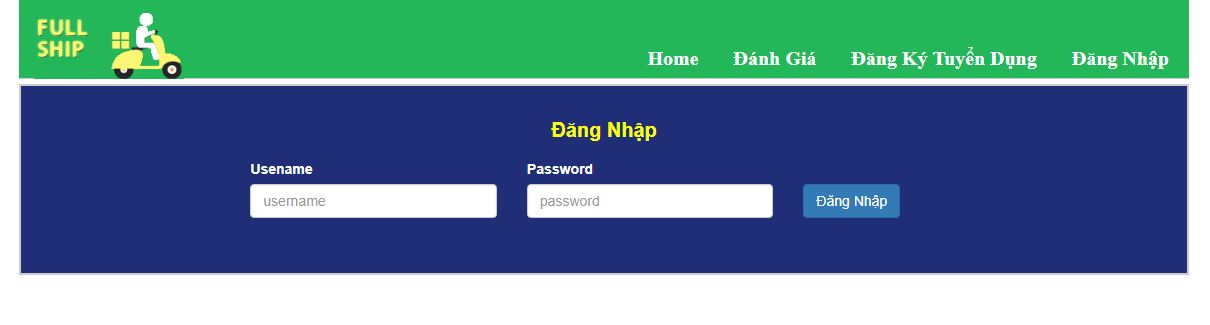 FULL
SHIP
Home Đánh Giá Đăng Ký Tuyển Dụng Đăng Nhập
Đăng Nhập
Usename Password
username password Đăng Nhập